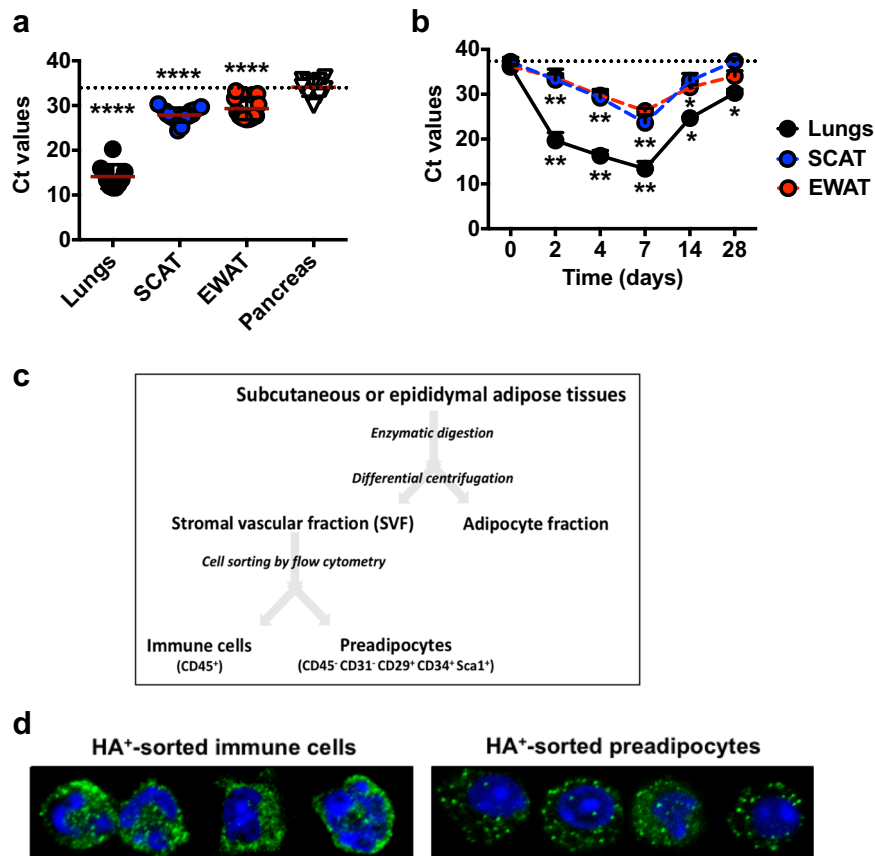 a
Ct values
40
30
20
10
0
****
****
****
Lungs
SCAT
EWAT
Pancreas
b
Ct values
50
40
30
20
10
0
**
**
**
*
**
**
**
*
*
0 2 4 7 14 28
Time (days)
Lungs
SCAT
EWAT
c
Subcutaneous or epididymal adipose tissues
Enzymatic digestion
Differential centrifugation
Stromal vascular fraction (SVF) Adipocyte fraction
Cell sorting by flow cytometry
Immune cells Preadipocytes
(CD45⁺) (CD45⁻ CD31⁻ CD29⁺ CD34⁺ Sca1⁺)
d
HA⁺-sorted immune cells HA⁺-sorted preadipocytes